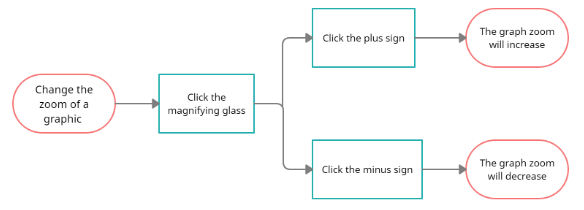 Change the
zoom of a
graphic
Click the
magnifying glass
Click the plus sign
The graph zoom
will increase
Click the minus sign
The graph zoom
will decrease